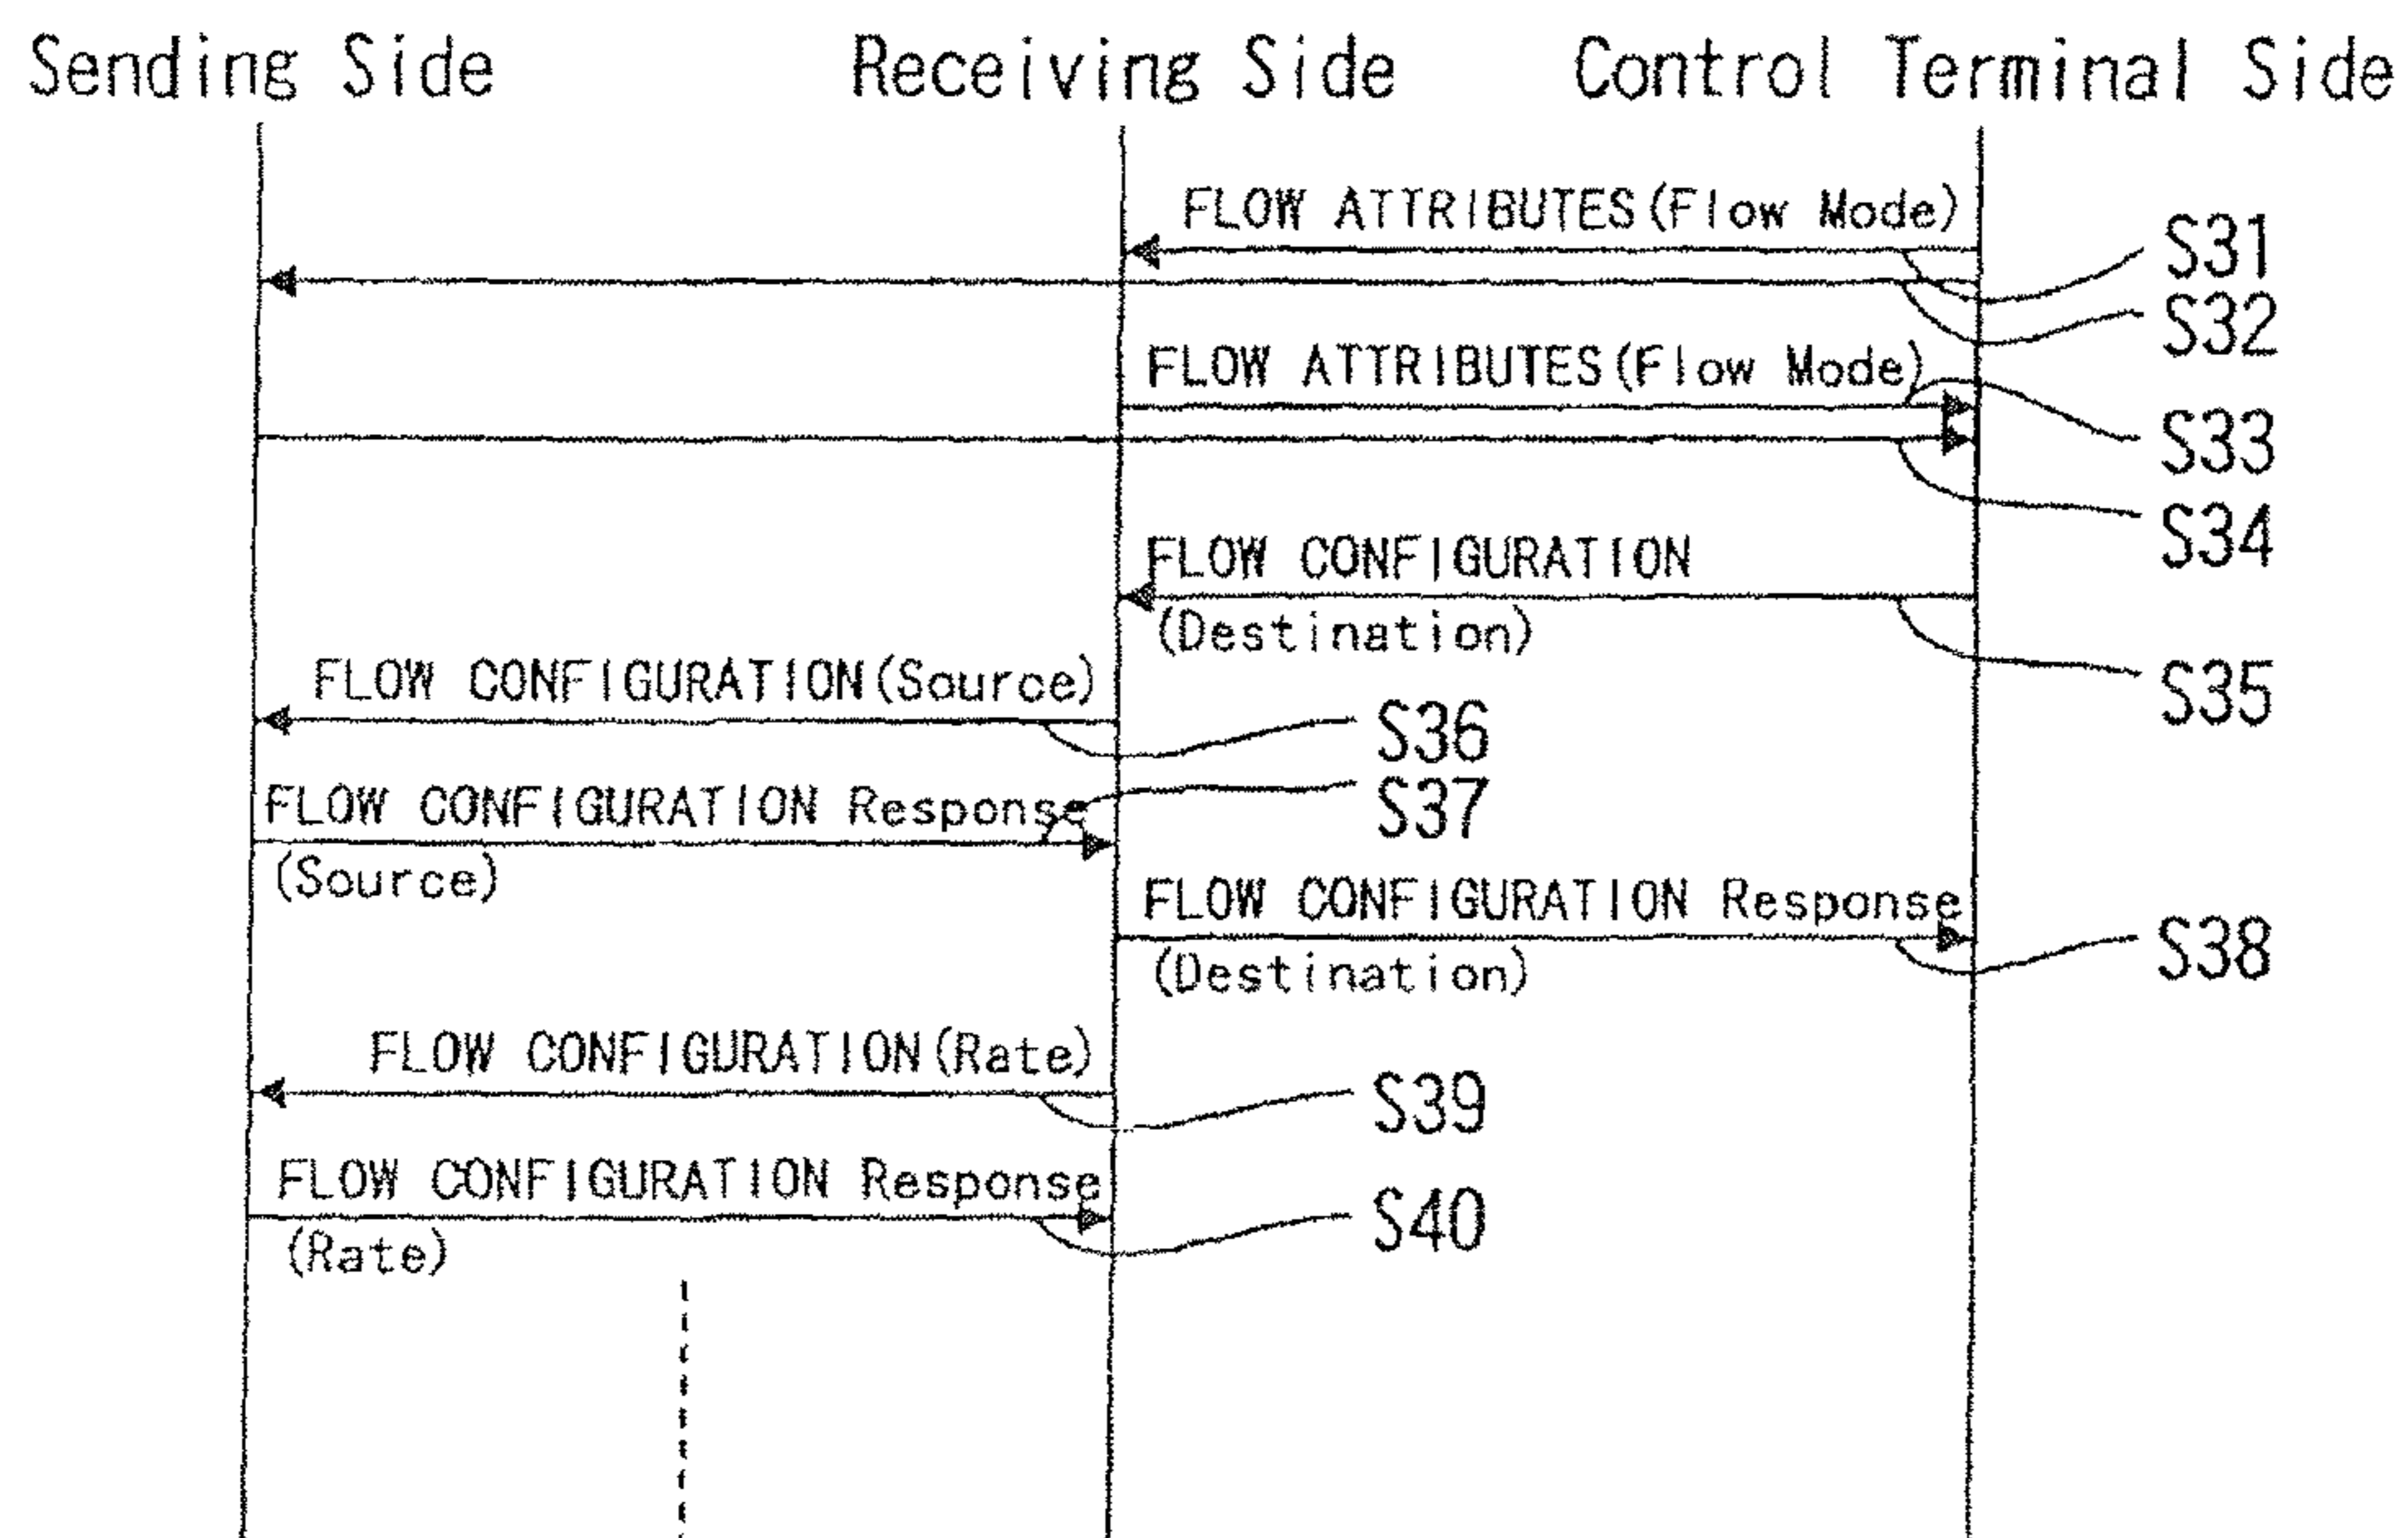 Sending Side Receiving Side Control Terminal Side
FLOW ATTRIBUTES(Flow Mode)
S31
S32
FLOW ATTRIBUTES(Flow Mode)
S33
S34
FLOW CONFIGURATION
(Destination)
S35
FLOW CONFIGURATION(Source)
S36
FLOW CONFIGURATION Response
S37
(Source)
FLOW CONFIGURATION Response
S38
(Destination)
FLOW CONFIGURATION(Rate)
S39
FLOW CONFIGURATION Response
S40
(Rate)